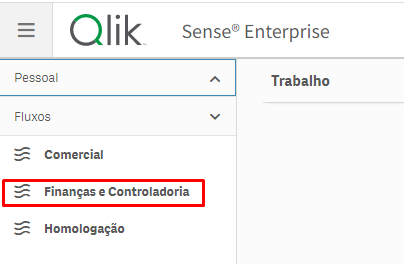 Qlik Sense® Enterprise
Pessoal
Trabalho
Fluxos
Comercial
Finanças e Controladoria
Homologação